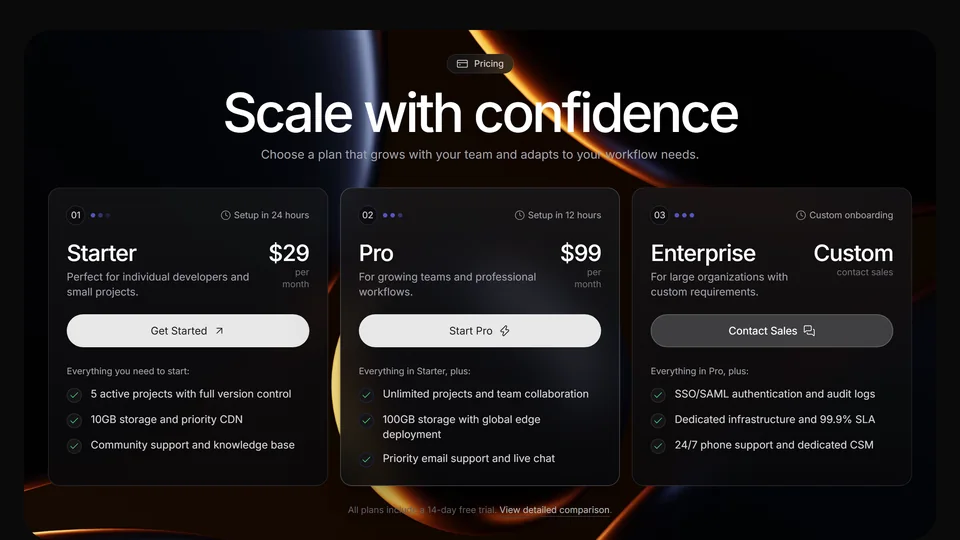 Pricing
Scale with confidence
Choose a plan that grows with your team and adapts to your workflow needs.
01
Setup in 24 hours
Starter
$29
per
month
Perfect for individual developers and
small projects.
Get Started
Everything you need to start:
5 active projects with full version control
10GB storage and priority CDN
Community support and knowledge base
02
Setup in 12 hours
Pro
$99
per
month
For growing teams and professional
workflows.
Start Pro
Everything in Starter, plus:
Unlimited projects and team collaboration
100GB storage with global edge
deployment
Priority email support and live chat
03
Custom onboarding
Enterprise
Custom
contact sales
For large organizations with
custom requirements.
Contact Sales
Everything in Pro, plus:
SSO/SAML authentication and audit logs
Dedicated infrastructure and 99.9% SLA
24/7 phone support and dedicated CSM
All plans include a 14-day free trial. View detailed comparison.